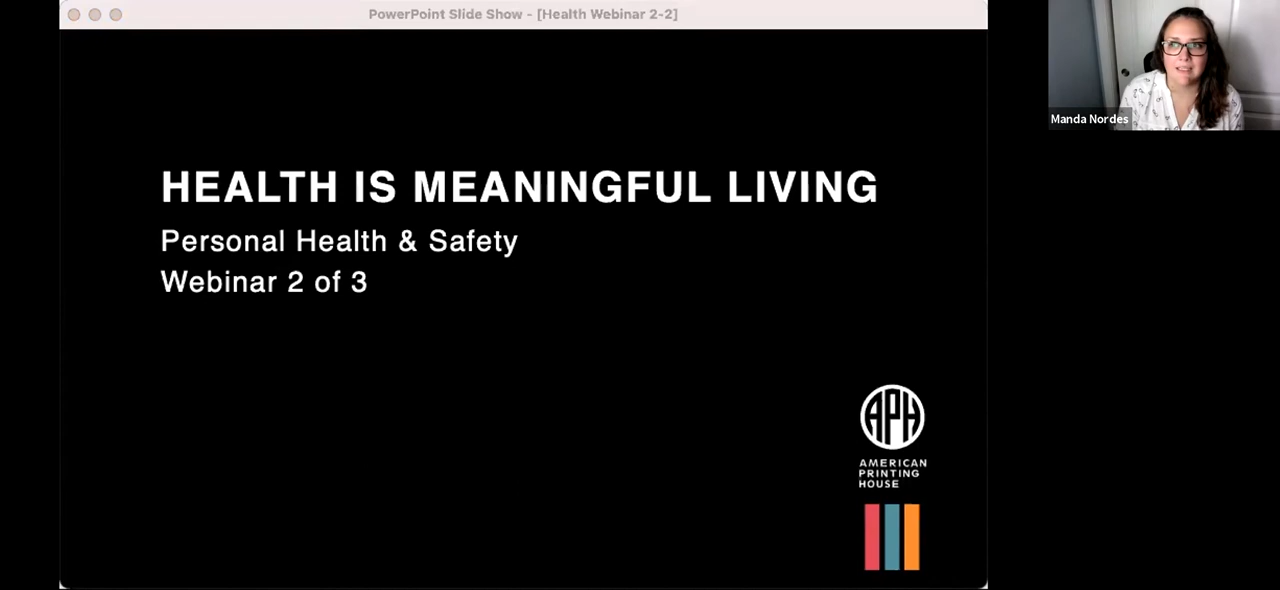 PowerPoint Slide Show - [Health Webinar 2-2]
Manda Nordes
HEALTH IS MEANINGFUL LIVING
Personal Health & Safety
Webinar 2 of 3
APH
AMERICAN
PRINTING
HOUSE